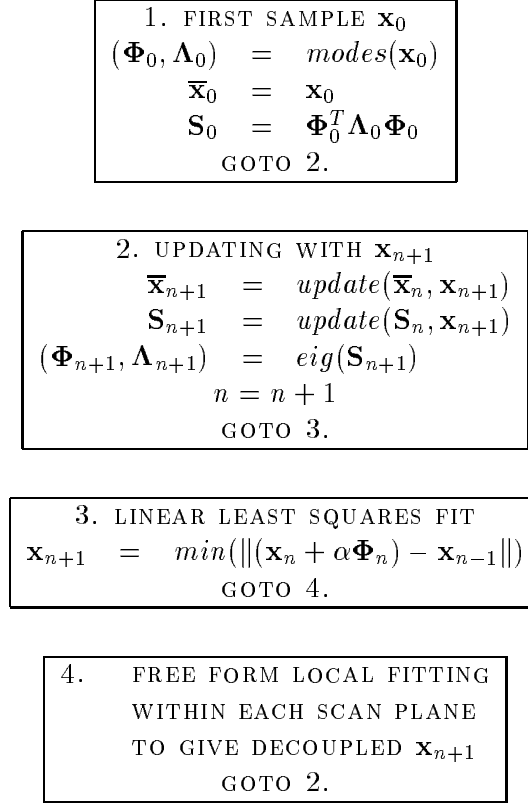 1. FIRST SAMPLE x₀
(Φ₀, Λ₀) = modes(x₀)
x̅₀ = x₀
S₀ = Φ₀ᵀΛ₀Φ₀
GOTO 2.
2. UPDATING WITH xₙ₊₁
x̅ₙ₊₁ = update(x̅ₙ, xₙ₊₁)
Sₙ₊₁ = update(Sₙ, xₙ₊₁)
(Φₙ₊₁, Λₙ₊₁) = eig(Sₙ₊₁)
n = n + 1
GOTO 3.
3. LINEAR LEAST SQUARES FIT
xₙ₊₁ = min(‖(xₙ + αΦₙ) − xₙ₋₁‖)
GOTO 4.
4. FREE FORM LOCAL FITTING
WITHIN EACH SCAN PLANE
TO GIVE DECOUPLED xₙ₊₁
GOTO 2.